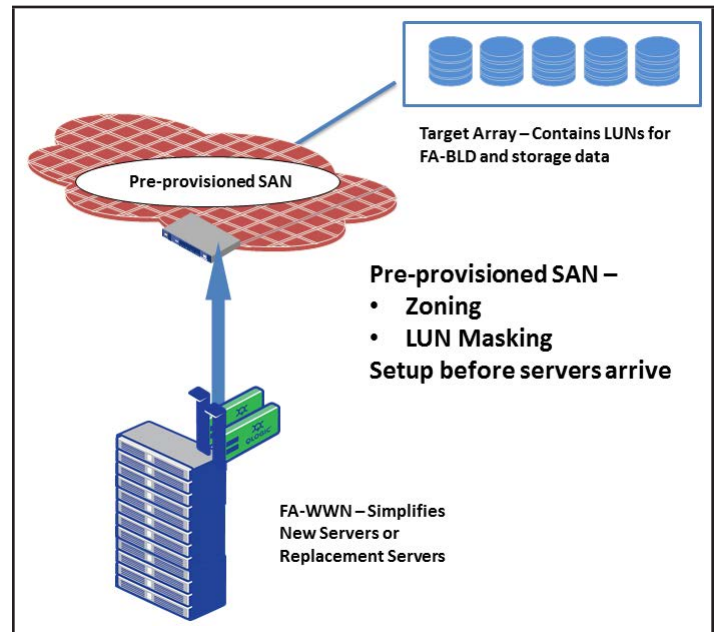 Target Array – Contains LUNs for
FA-BLD and storage data
Pre-provisioned SAN
Pre-provisioned SAN –
• Zoning
• LUN Masking
Setup before servers arrive
QLOGIC
FA-WWN – Simplifies
New Servers or
Replacement Servers